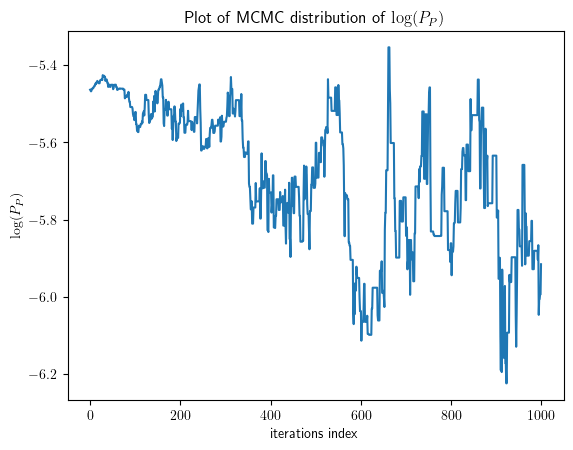 Plot of MCMC distribution of log(P_P)
log(P_P)
−5.4
−5.6
−5.8
−6.0
−6.2
0 200 400 600 800 1000
iterations index